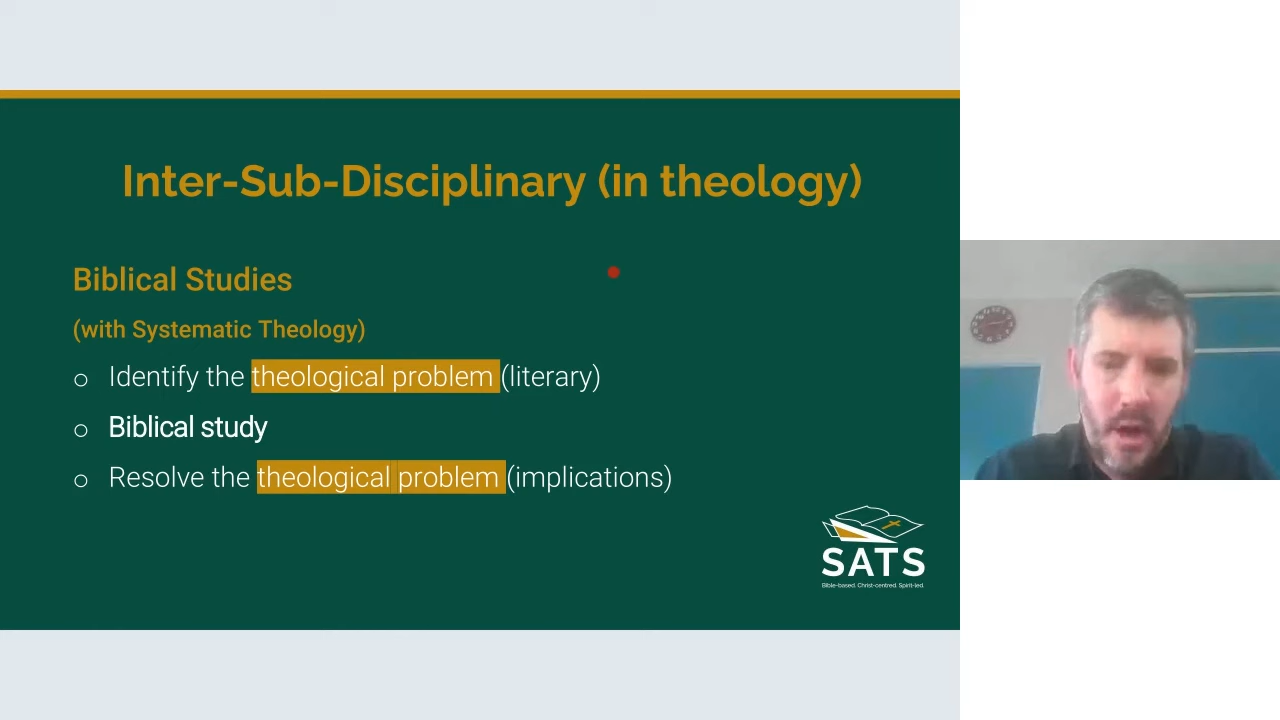 Inter-Sub-Disciplinary (in theology)
Biblical Studies
(with Systematic Theology)
o Identify the theological problem (literary)
o Biblical study
o Resolve the theological problem (implications)
SATS
Bible-based. Christ-centred. Spirit-led.